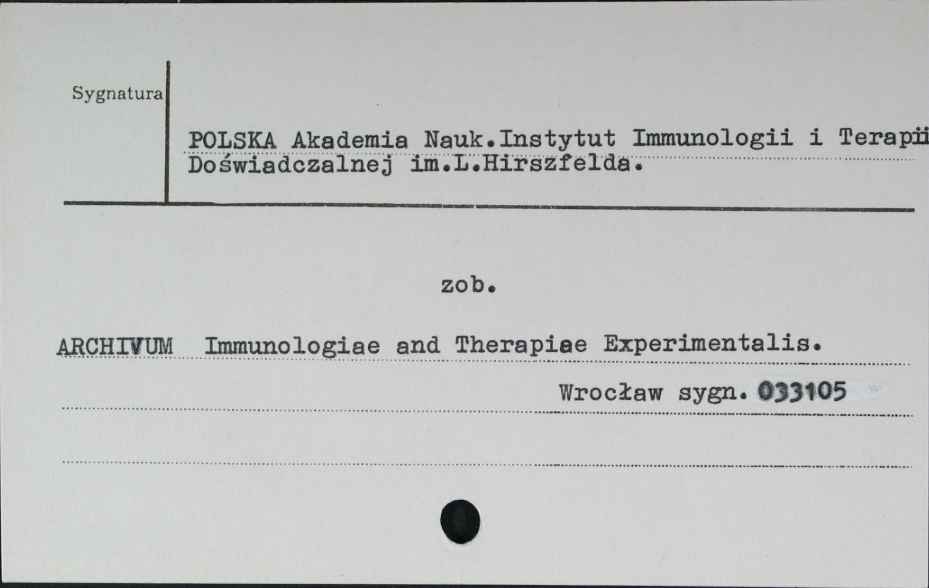 Sygnatura
POLSKA Akademia Nauk.Instytut Immunologii i Terapii
Doświadczalnej im.L.Hirszfelda.
zob.
ARCHIVUM Immunologiae and Therapiae Experimentalis.
Wrocław sygn. 033105